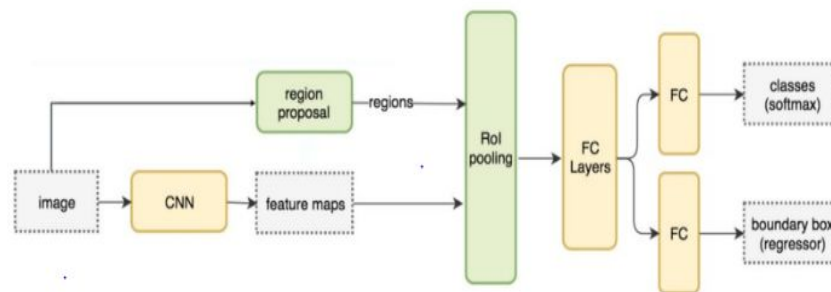 region
proposal
regions
image
CNN
feature maps
RoI
pooling
FC
Layers
FC
classes
(softmax)
FC
boundary box
(regressor)